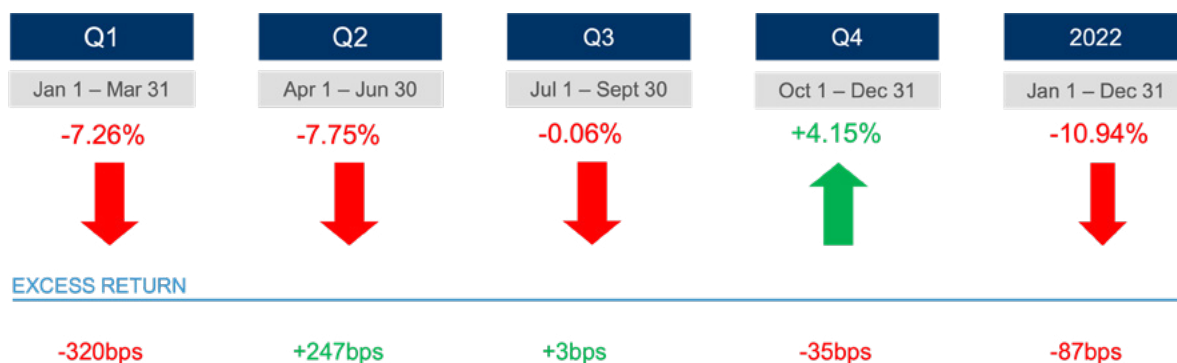 Q1 Q2 Q3 Q4 2022
Jan 1 – Mar 31 Apr 1 – Jun 30 Jul 1 – Sept 30 Oct 1 – Dec 31 Jan 1 – Dec 31
-7.26% -7.75% -0.06% +4.15% -10.94%
EXCESS RETURN
-320bps +247bps +3bps -35bps -87bps